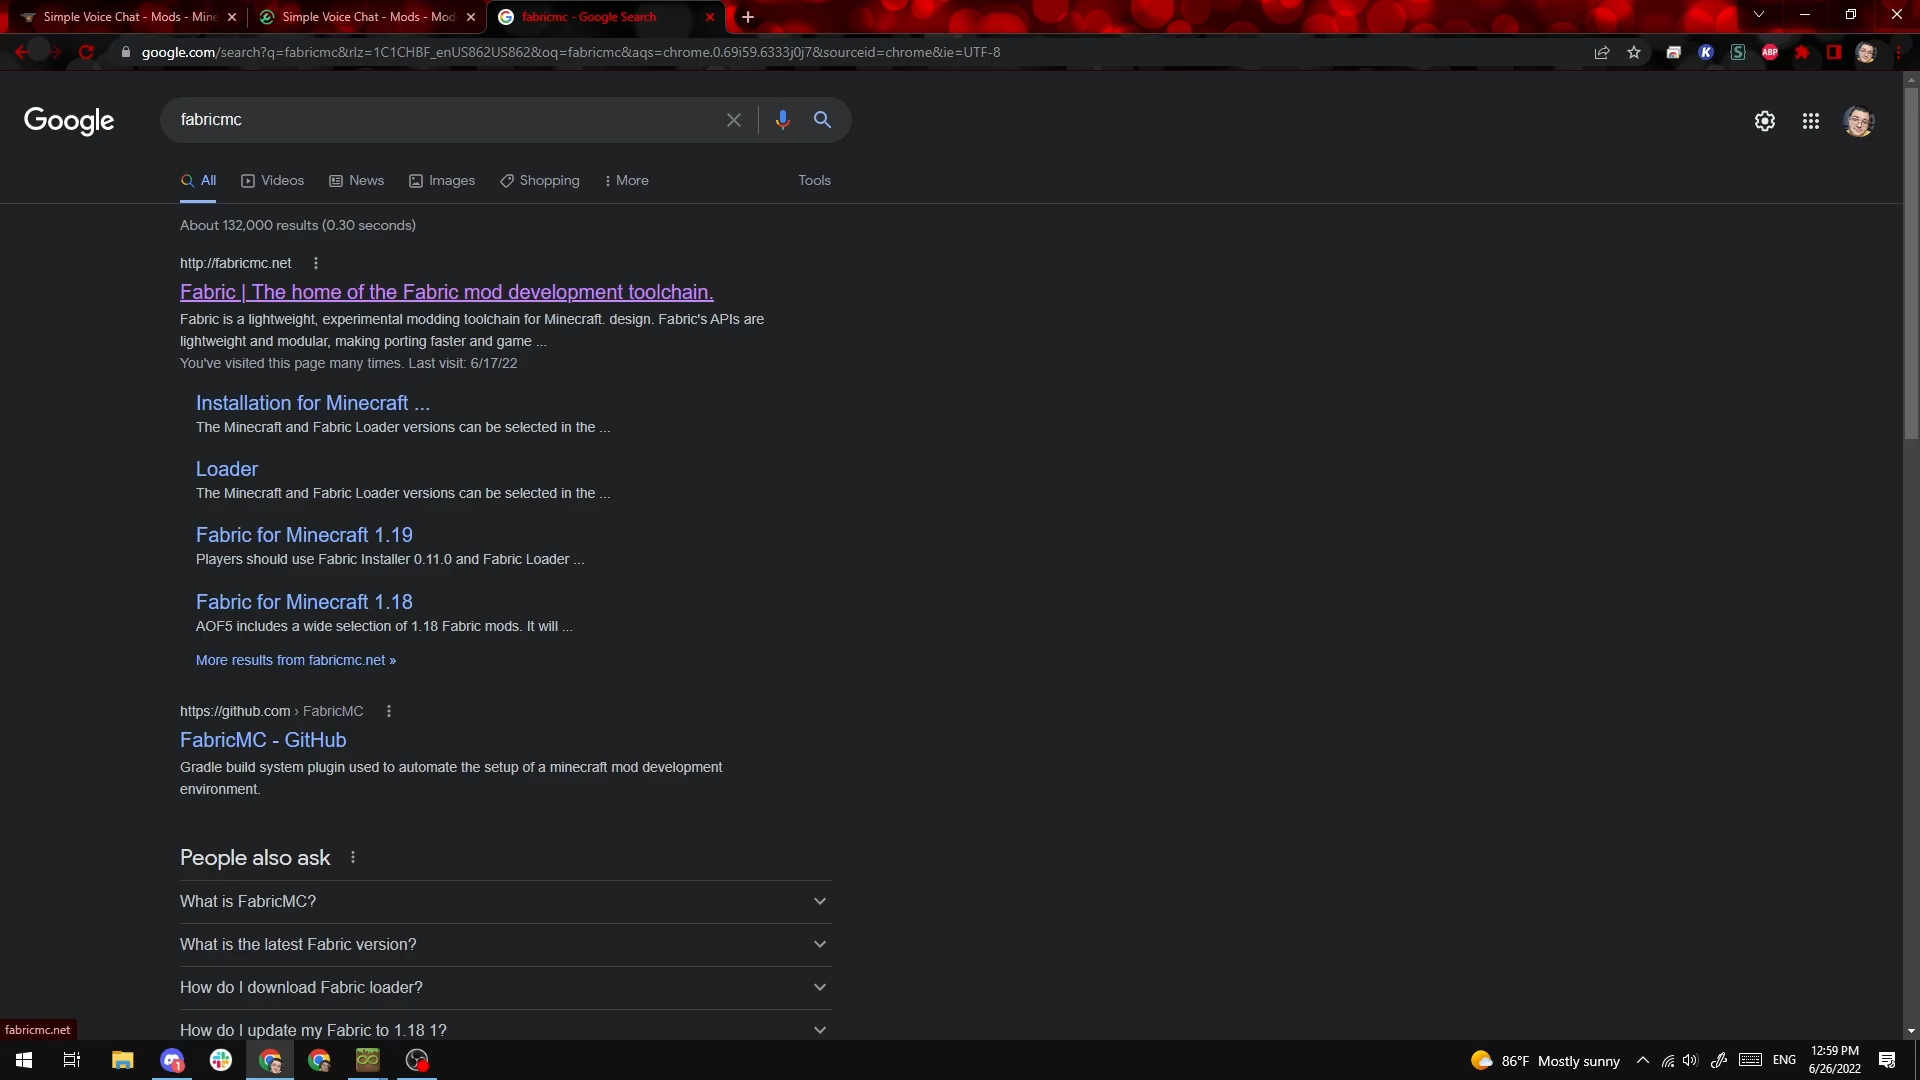 Simple Voice Chat - Mods - Mine
Simple Voice Chat - Mods - Mod
fabricmc - Google Search
google.com/search?q=fabricmc&rlz=1C1CHBF_enUS862US862&oq=fabricmc&aqs=chrome.0.69i59.6333j0j7&sourceid=chrome&ie=UTF-8
K
S
ABP
Google
fabricmc
All
Videos
News
Images
Shopping
More
Tools
About 132,000 results (0.30 seconds)
http://fabricmc.net
Fabric | The home of the Fabric mod development toolchain.
Fabric is a lightweight, experimental modding toolchain for Minecraft. design. Fabric's APIs are
lightweight and modular, making porting faster and game ...
You've visited this page many times. Last visit: 6/17/22
Installation for Minecraft ...
The Minecraft and Fabric Loader versions can be selected in the ...
Loader
The Minecraft and Fabric Loader versions can be selected in the ...
Fabric for Minecraft 1.19
Players should use Fabric Installer 0.11.0 and Fabric Loader ...
Fabric for Minecraft 1.18
AOF5 includes a wide selection of 1.18 Fabric mods. It will ...
More results from fabricmc.net »
https://github.com › FabricMC
FabricMC - GitHub
Gradle build system plugin used to automate the setup of a minecraft mod development
environment.
People also ask
What is FabricMC?
What is the latest Fabric version?
How do I download Fabric loader?
How do I update my Fabric to 1.18 1?
fabricmc.net
1
86°F Mostly sunny
ENG
12:59 PM
6/26/2022